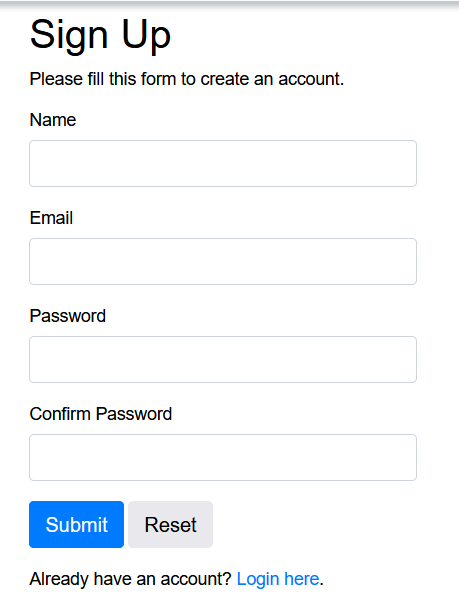 Sign Up
Please fill this form to create an account.
Name
Email
Password
Confirm Password
Submit Reset
Already have an account? Login here.